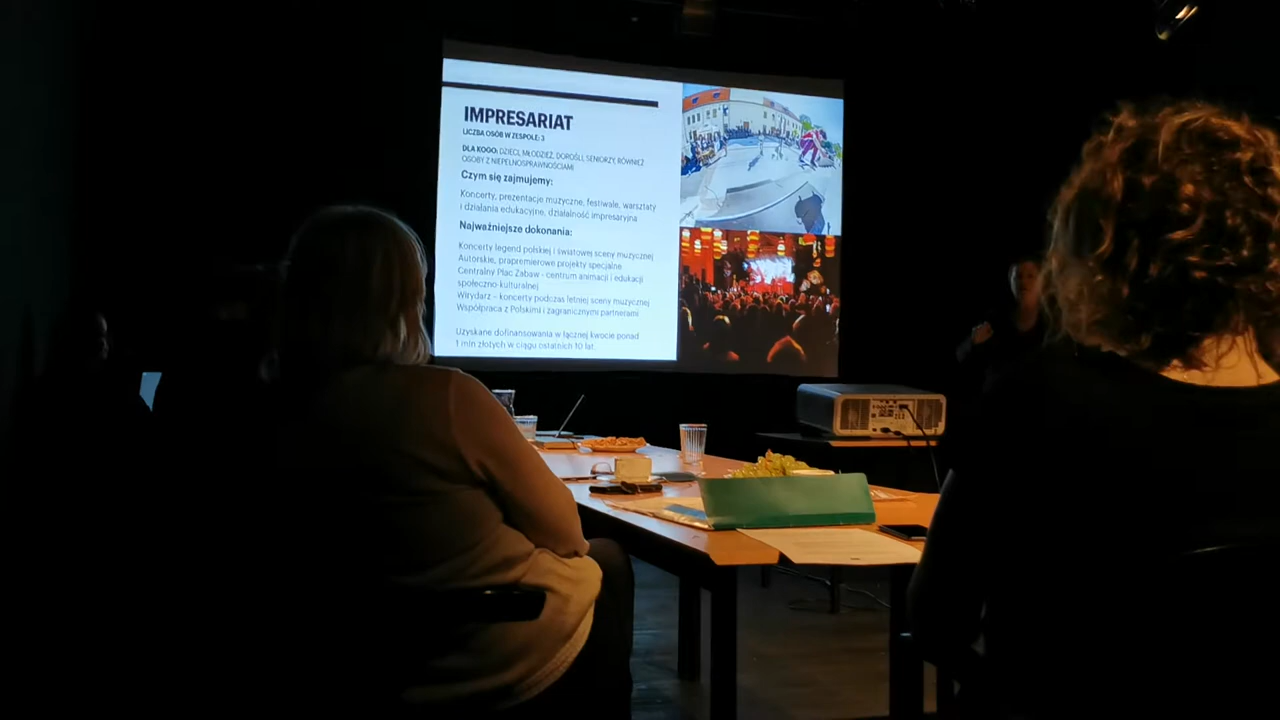 IMPRESARIAT
LICZBA OSÓB W ZESPOLE: 3
DLA KOGO: DZIECI, MŁODZIEŻ, DOROŚLI, SENIORZY, RÓWNIEŻ
OSOBY Z NIEPEŁNOSPRAWNOŚCIAMI
Czym się zajmujemy:
Koncerty, prezentacje muzyczne, festiwale, warsztaty
i działania edukacyjne, działalność impresaryjna
Najważniejsze dokonania:
Koncerty legend polskiej i światowej sceny muzycznej
Autorskie, prapremierowe projekty specjalne
Centralny Plac Zabaw - centrum animacji i edukacji
społeczno-kulturalnej
Wirydarz – koncerty podczas letniej sceny muzycznej
Współpraca z Polskimi i zagranicznymi partnerami
Uzyskane dofinansowania w łącznej kwocie ponad
1 mln złotych w ciągu ostatnich 10 lat.